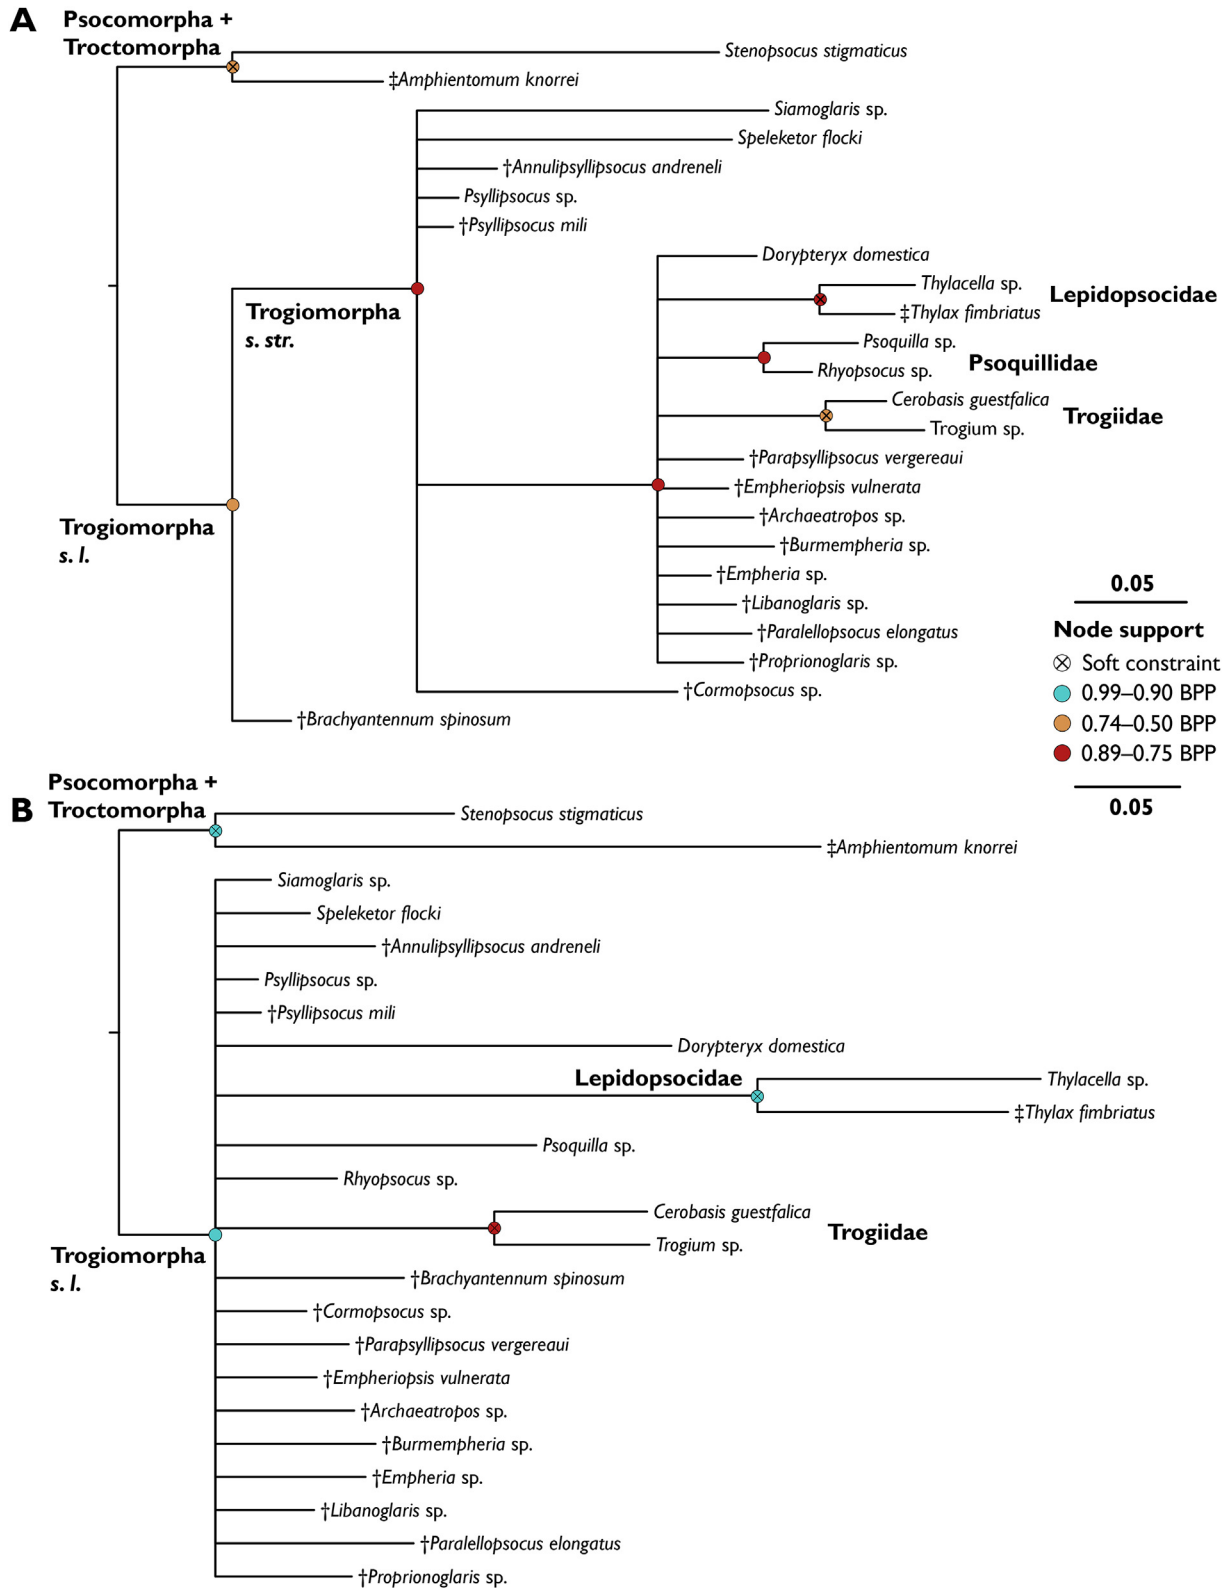 A
Psocomorpha +
Troctomorpha
Stenopsocus stigmaticus
‡Amphientomum knorrei
Siamoglaris sp.
Speleketor flocki
†Annulipsyllipsocus andreneli
Psyllipsocus sp.
†Psyllipsocus mili
Dorypteryx domestica
Thylacella sp.
Lepidopsocidae
‡Thylax fimbriatus
Trogiomorpha
s. str.
Psoquilla sp.
Psoquillidae
Rhyopsocus sp.
Cerobasis guestfalica
Trogiidae
Trogium sp.
†Parapsyllipsocus vergereaui
†Empheriopsis vulnerata
†Archaeatropos sp.
Trogiomorpha
s. l.
†Burmempheria sp.
†Empheria sp.
†Libanoglaris sp.
†Paralellopsocus elongatus
†Proprionoglaris sp.
†Cormopsocus sp.
†Brachyantennum spinosum
0.05
Node support
Soft constraint
0.99–0.90 BPP
0.74–0.50 BPP
0.89–0.75 BPP
0.05
B
Psocomorpha +
Troctomorpha
Stenopsocus stigmaticus
‡Amphientomum knorrei
Siamoglaris sp.
Speleketor flocki
†Annulipsyllipsocus andreneli
Psyllipsocus sp.
†Psyllipsocus mili
Dorypteryx domestica
Lepidopsocidae
Thylacella sp.
‡Thylax fimbriatus
Psoquilla sp.
Rhyopsocus sp.
Cerobasis guestfalica
Trogiidae
Trogium sp.
Trogiomorpha
s. l.
†Brachyantennum spinosum
†Cormopsocus sp.
†Parapsyllipsocus vergereaui
†Empheriopsis vulnerata
†Archaeatropos sp.
†Burmempheria sp.
†Empheria sp.
†Libanoglaris sp.
†Paralellopsocus elongatus
†Proprionoglaris sp.